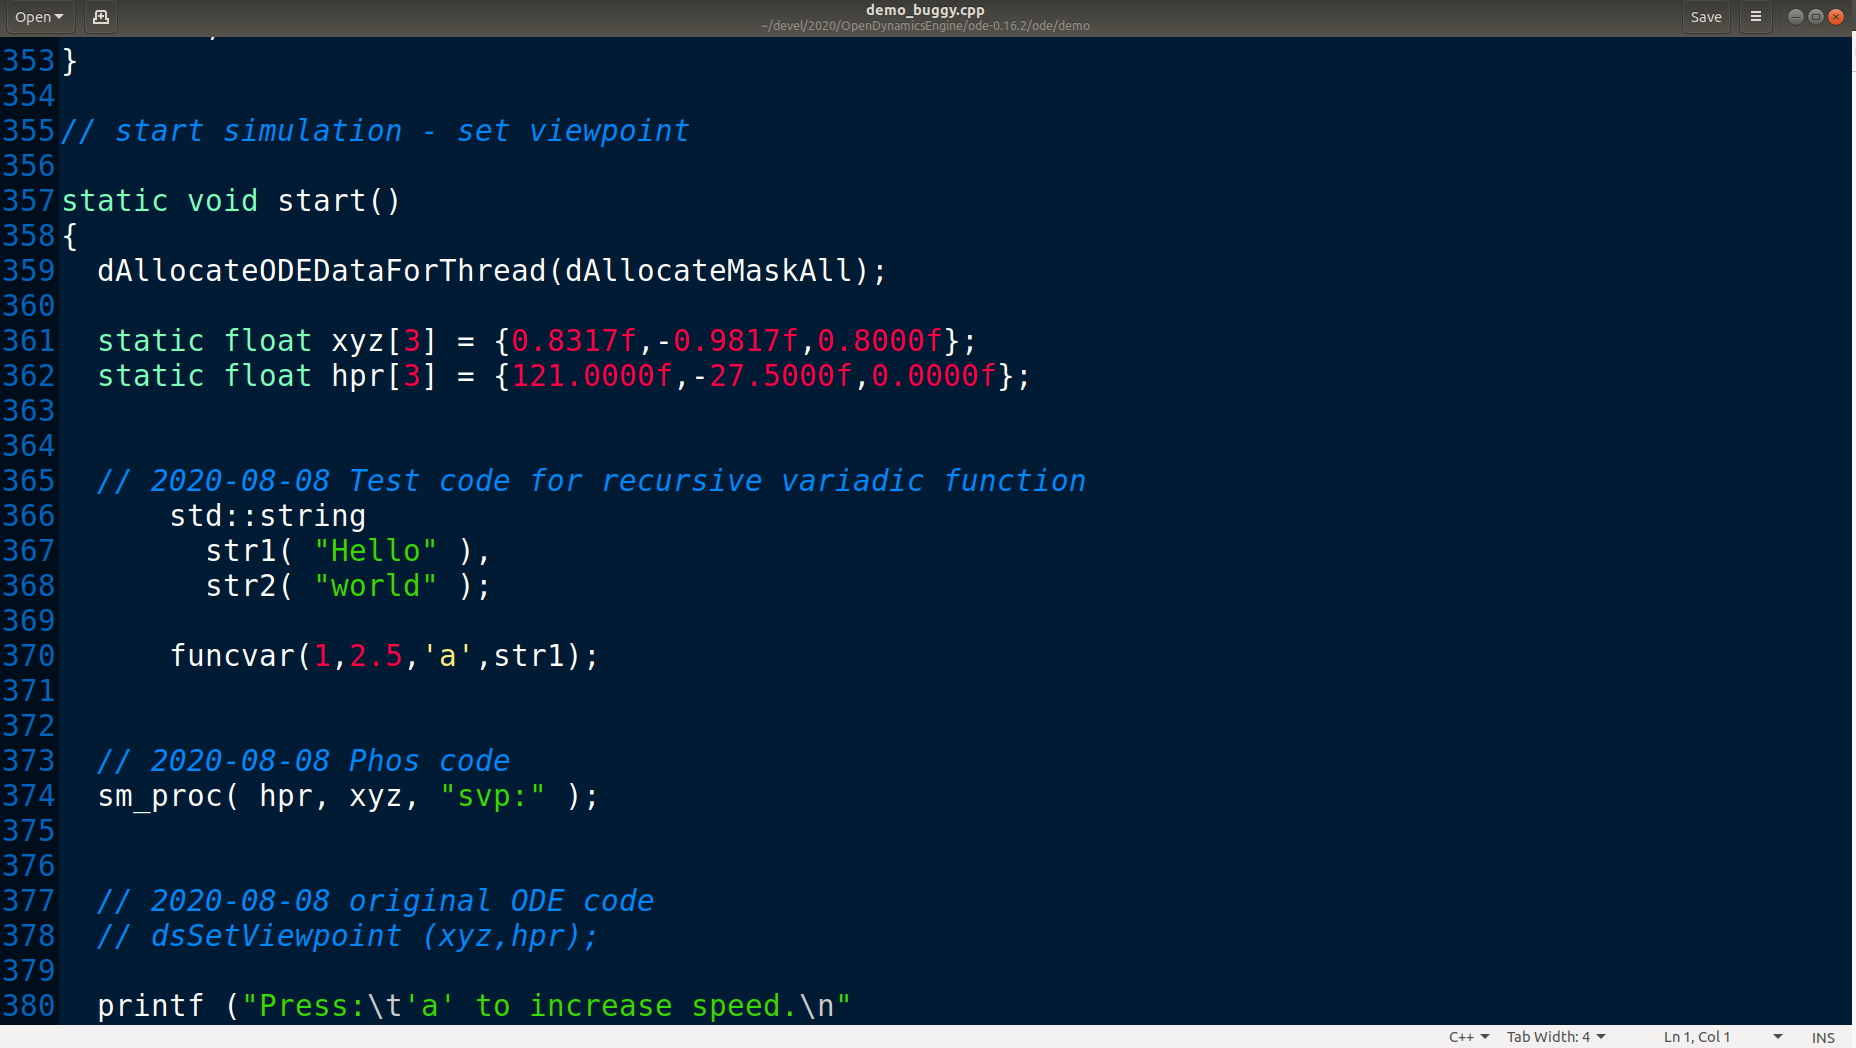 Open
demo_buggy.cpp
~/devel/2020/OpenDynamicsEngine/ode-0.16.2/ode/demo
Save
353 }
354
355 // start simulation - set viewpoint
356
357 static void start()
358 {
359   dAllocateODEDataForThread(dAllocateMaskAll);
360
361   static float xyz[3] = {0.8317f,-0.9817f,0.8000f};
362   static float hpr[3] = {121.0000f,-27.5000f,0.0000f};
363
364
365   // 2020-08-08 Test code for recursive variadic function
366       std::string
367         str1( "Hello" ),
368         str2( "world" );
369
370       funcvar(1,2.5,'a',str1);
371
372
373   // 2020-08-08 Phos code
374   sm_proc( hpr, xyz, "svp:" );
375
376
377   // 2020-08-08 original ODE code
378   // dsSetViewpoint (xyz,hpr);
379
380   printf ("Press:\t'a' to increase speed.\n"
C++ Tab Width: 4 Ln 1, Col 1 INS